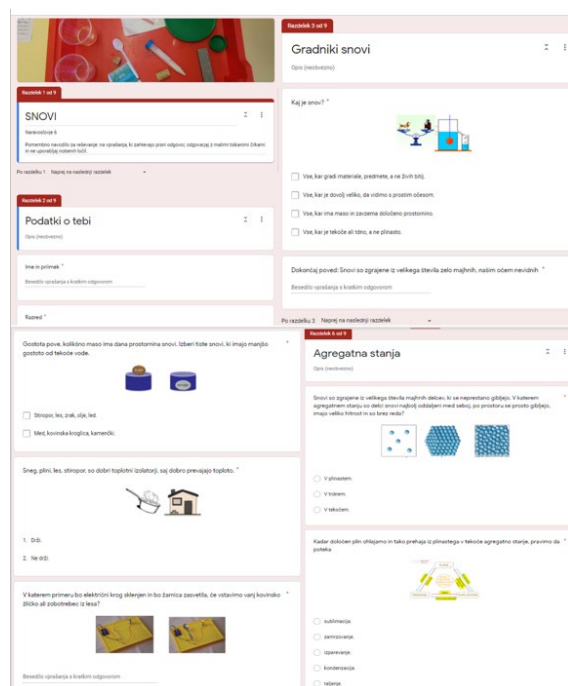 Razdelek 1 od 9
SNOVI
Naravoslovje 6
Pomembno navodilo za reševanje: na vprašanja, ki zahtevajo pisni odgovor, odgovarjaj z malimi tiskanimi črkami
in ne uporabljaj nobenih ločil.
Po razdelku 1 Naprej na naslednji razdelek
Razdelek 2 od 9
Podatki o tebi
Opis (neobvezno)
Ime in priimek *
Besedilo vprašanja s kratkim odgovorom
Razred *
Razdelek 3 od 9
Gradniki snovi
Opis (neobvezno)
Kaj je snov? *
Vse, kar gradi materiale, predmete, a ne živih bitij.
Vse, kar je dovolj veliko, da vidimo s prostim očesom.
Vse, kar ima maso in zavzema določeno prostornino.
Vse, kar je tekoče ali trdno, a ne plinasto.
Dokončaj poved: Snovi so zgrajene iz velikega števila zelo majhnih, našim očem nevidnih *
Besedilo vprašanja s kratkim odgovorom
Po razdelku 3 Naprej na naslednji razdelek
Gostota pove, kolikšno maso ima dana prostornina snovi. Izberi tiste snovi, ki imajo manjšo *
gostoto od tekoče vode.
Stiropor, les, zrak, olje, led.
Med, kovinska kroglica, kamenčki.
Sneg, plini, les, stiropor, so dobri toplotni izolatorji, saj dobro prevajajo toploto. *
1. Drži.
2. Ne drži.
V katerem primeru bo električni krog sklenjen in bo žarnica zasvetila, če vstavimo vanj kovinsko *
žličko ali zobotrebec iz lesa?
Besedilo vprašanja s kratkim odgovorom
Razdelek 6 od 9
Agregatna stanja
Opis (neobvezno)
Snovi so zgrajene iz velikega števila majhnih delcev, ki se neprestano gibljejo. V katerem *
agregatnem stanju so delci snovi najbolj oddaljeni med seboj, po prostoru se prosto gibljejo,
imajo veliko hitrost in so brez reda?
V plinastem.
V trdnem.
V tekočem.
Kadar določen plin ohlajamo in tako prehaja iz plinastega v tekoče agregatno stanje, pravimo da *
poteka
sublimacija.
zamrzovanje.
izparevanje.
kondenzacija.
taljenje.